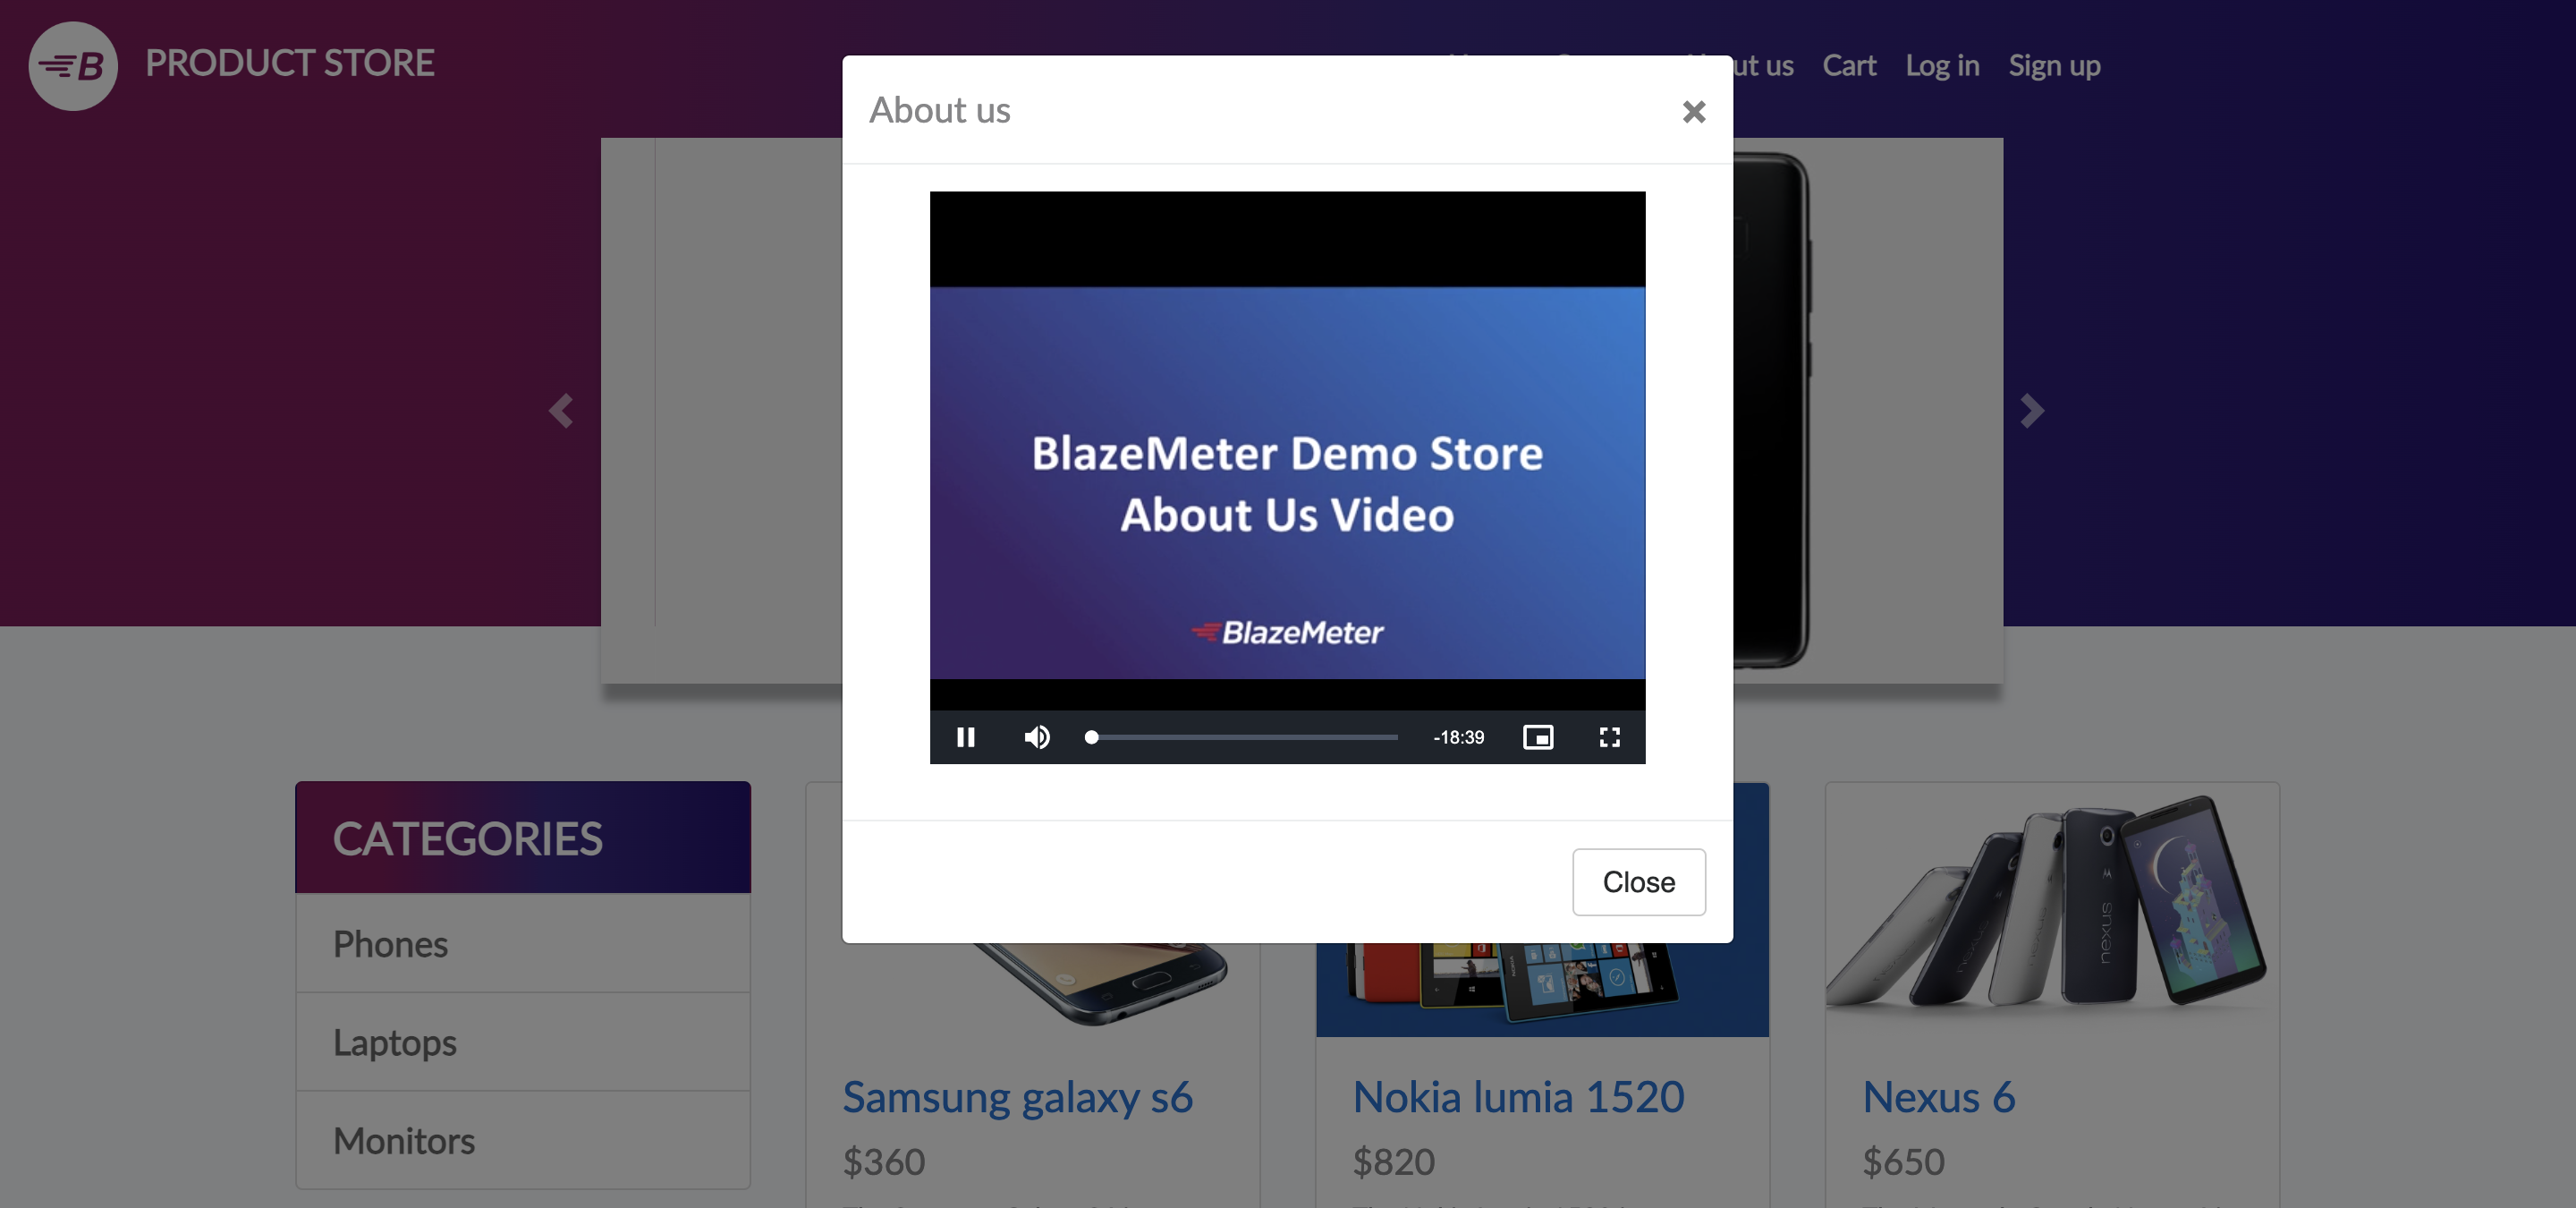 B PRODUCT STORE
ut us Cart Log in Sign up
About us
BlazeMeter Demo Store
About Us Video
BlazeMeter
-18:39
Close
CATEGORIES
Phones
Laptops
Monitors
nexus
Samsung galaxy s6
$360
Nokia lumia 1520
$820
Nexus 6
$650